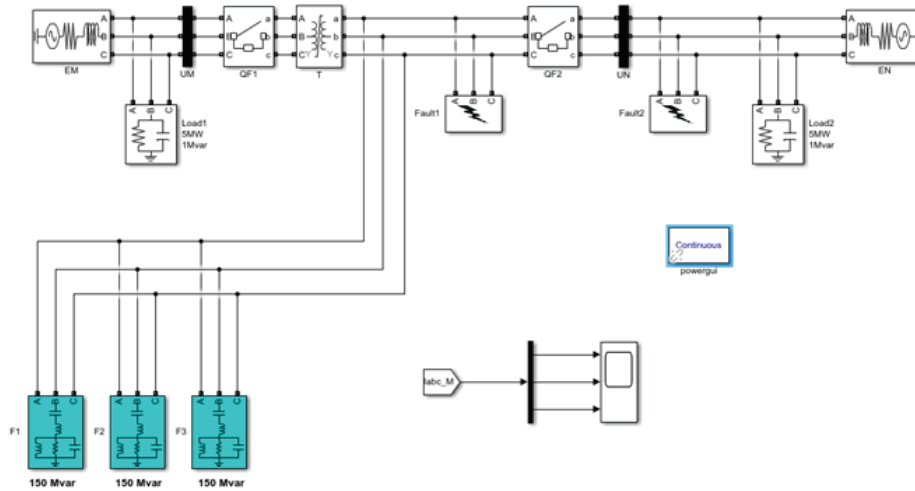 A
B
C
EM
UM
A
B
C
a
b
c
QF1
A
B
C
Y
Y
a
b
c
T
A
B
C
a
b
c
QF2
UN
A
B
C
EN
A
B
C
Load1
5MW
1Mvar
A
B
C
Fault1
A
B
C
Fault2
A
B
C
Load2
5MW
1Mvar
Continuous
powergui
Iabc_M
A
B
C
F1
150 Mvar
A
B
C
F2
150 Mvar
A
B
C
F3
150 Mvar